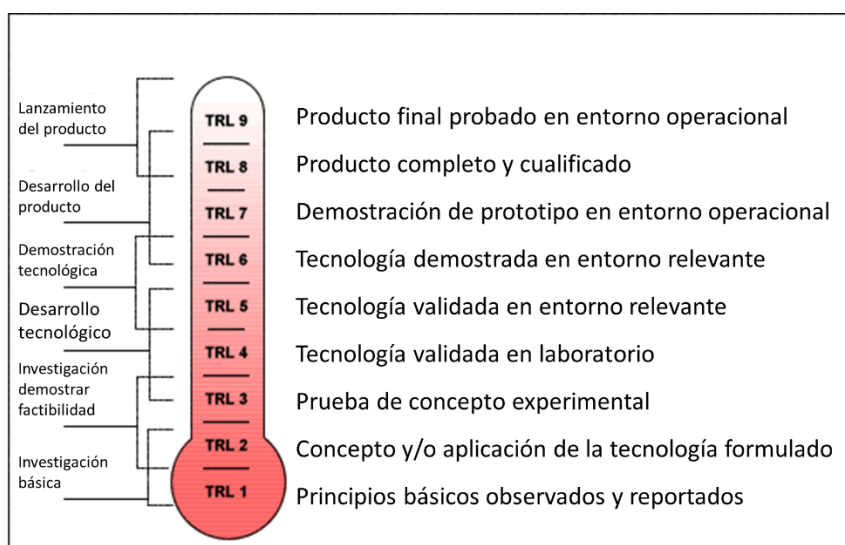 Lanzamiento
del producto
TRL 9
Producto final probado en entorno operacional
TRL 8
Producto completo y cualificado
Desarrollo del
producto
TRL 7
Demostración de prototipo en entorno operacional
Demostración
tecnológica
TRL 6
Tecnología demostrada en entorno relevante
Desarrollo
tecnológico
TRL 5
Tecnología validada en entorno relevante
TRL 4
Tecnología validada en laboratorio
Investigación
demostrar
factibilidad
TRL 3
Prueba de concepto experimental
TRL 2
Concepto y/o aplicación de la tecnología formulado
Investigación
básica
TRL 1
Principios básicos observados y reportados